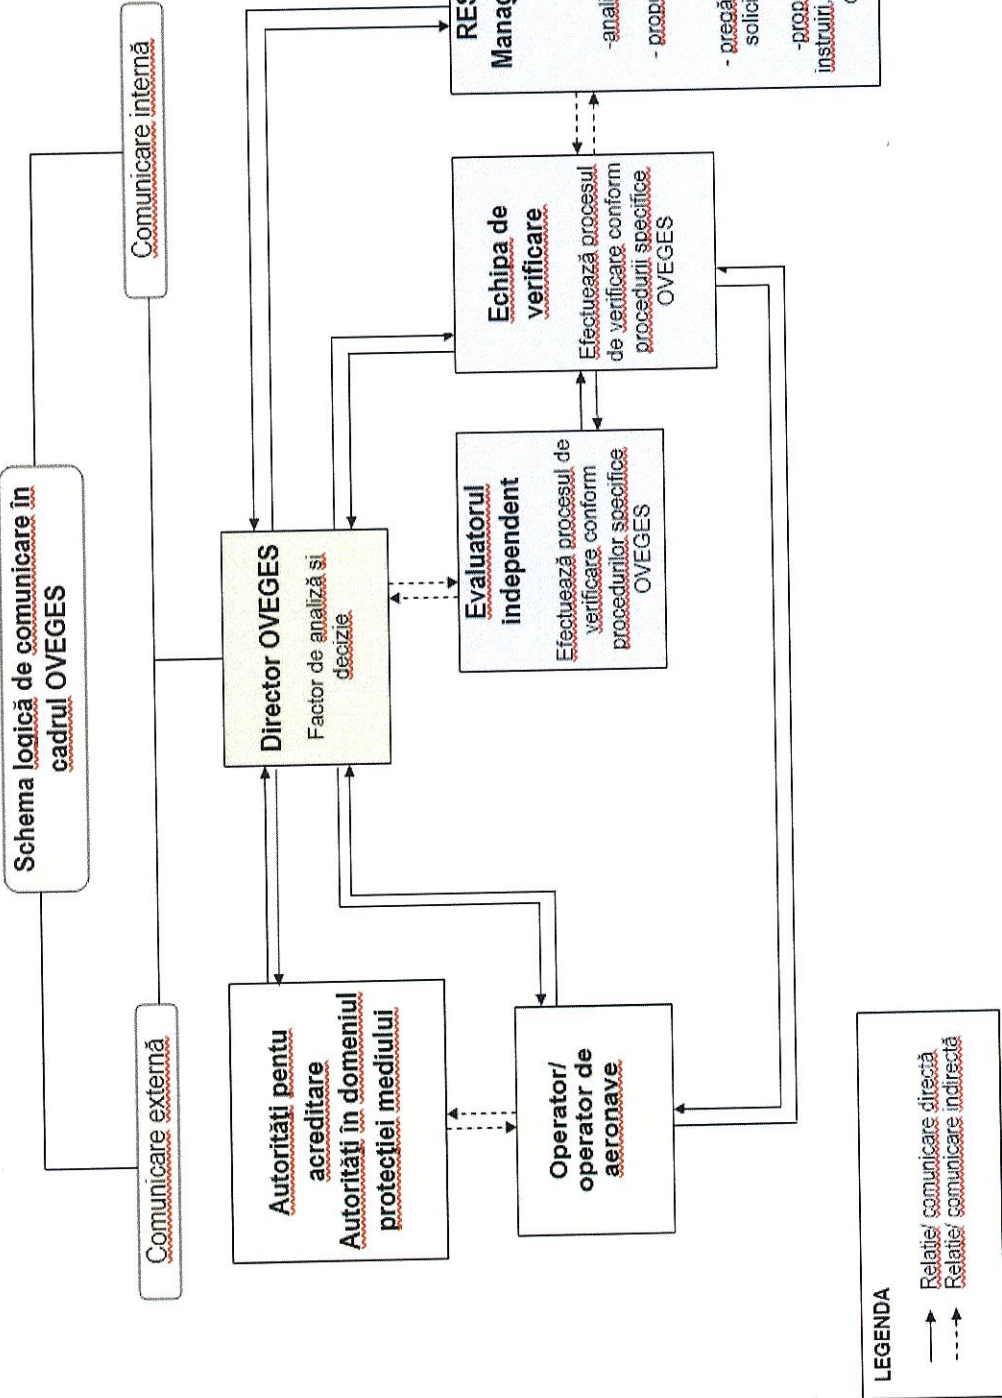 Schema logică de comunicare în
cadrul OVEGES
Comunicare externă
Comunicare internă
Autorități pentu
acreditare
Autorități în domeniul
protecției mediului
Director OVEGES
Factor de analiză și
decizie
Operator/
operator de
aeronave
Evaluatorul
independent
Efectuează procesul de
verificare conform
procedurilor specifice
OVEGES
Echipa de
verificare
Efectuează procesul
de verificare conform
procedurii specifice
OVEGES
LEGENDA
Relație/ comunicare directă
Relație/ comunicare indirectă